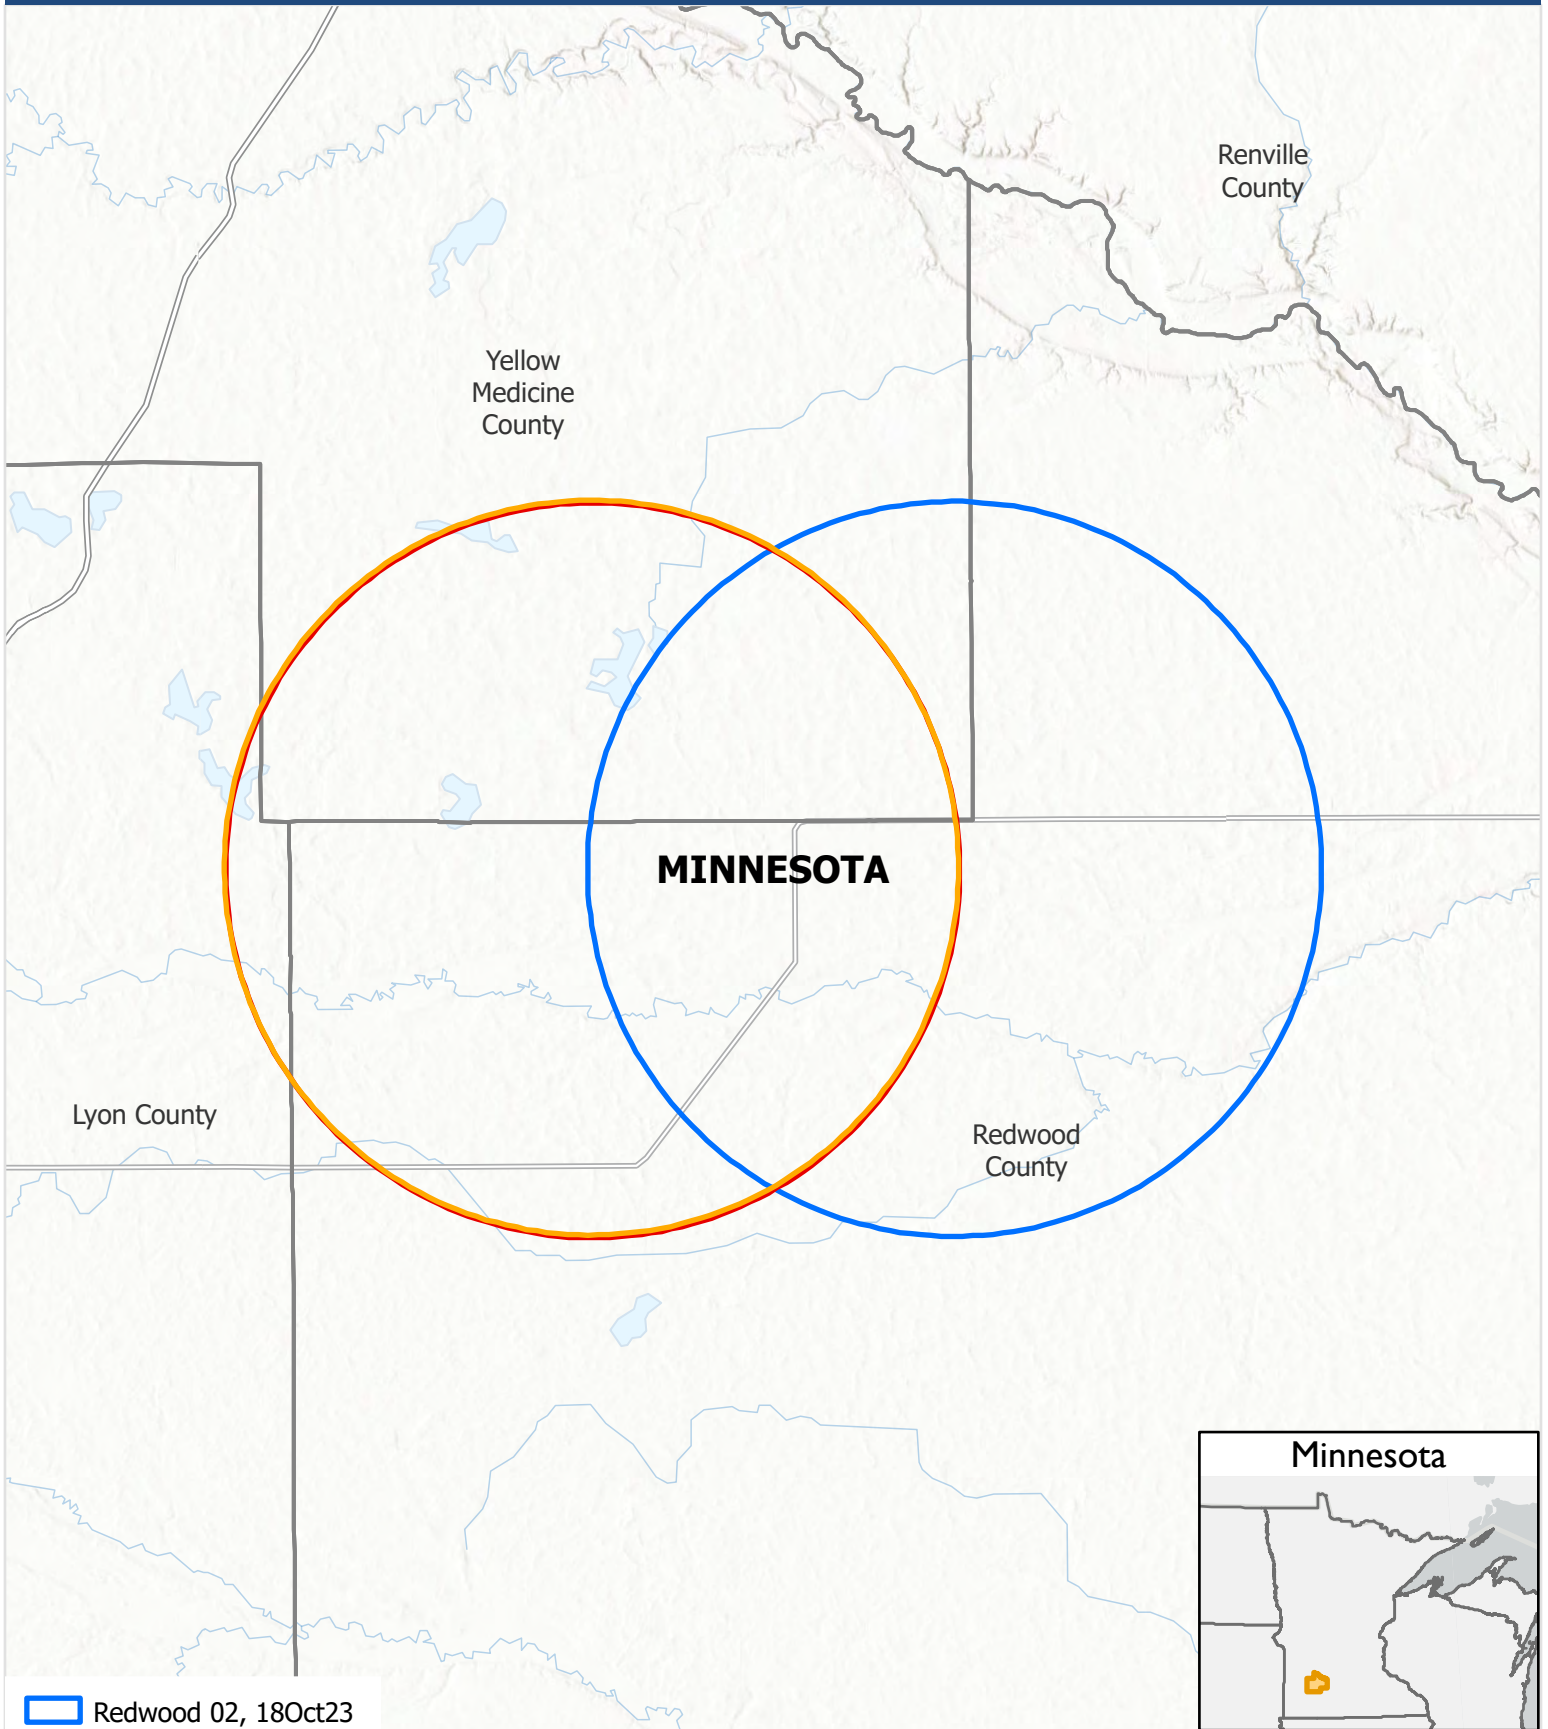 Renville
County
Yellow
Medicine
County
MINNESOTA
Lyon County
Redwood
County
Minnesota
Redwood 02, 18Oct23